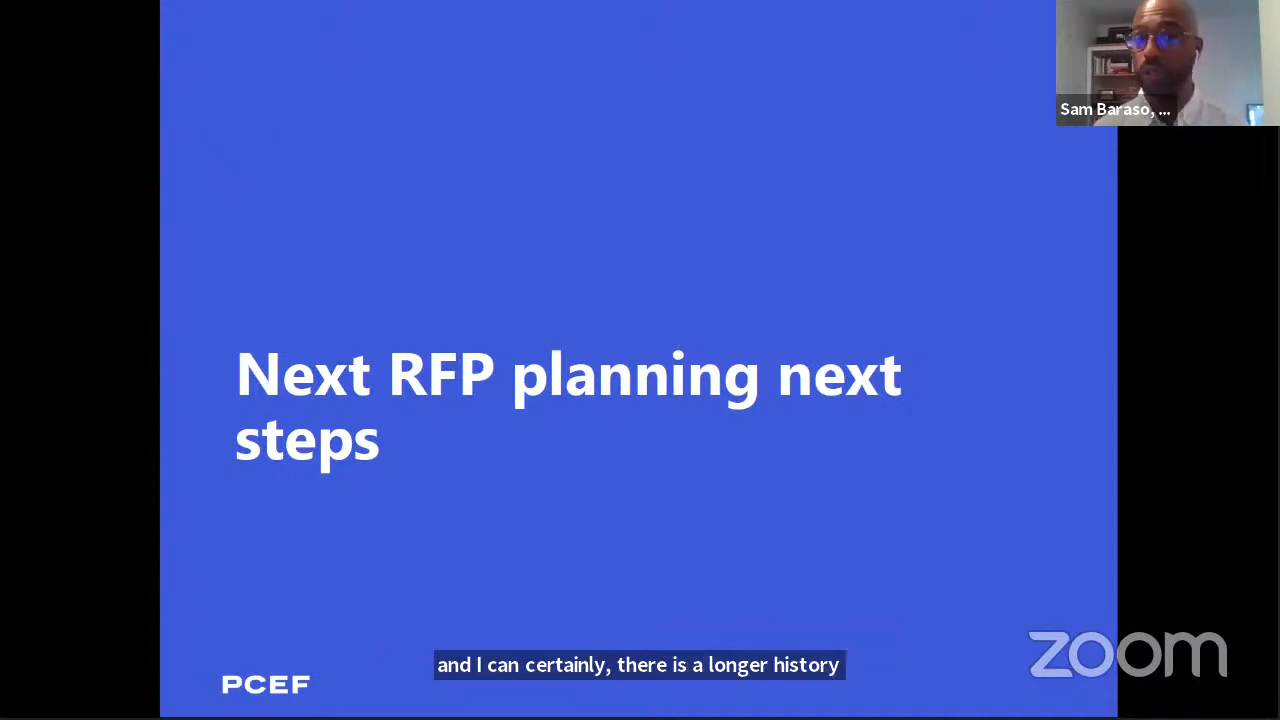 Sam Baraso, ...
Next RFP planning next
steps
and I can certainly, there is a longer history
PCEF
zoom